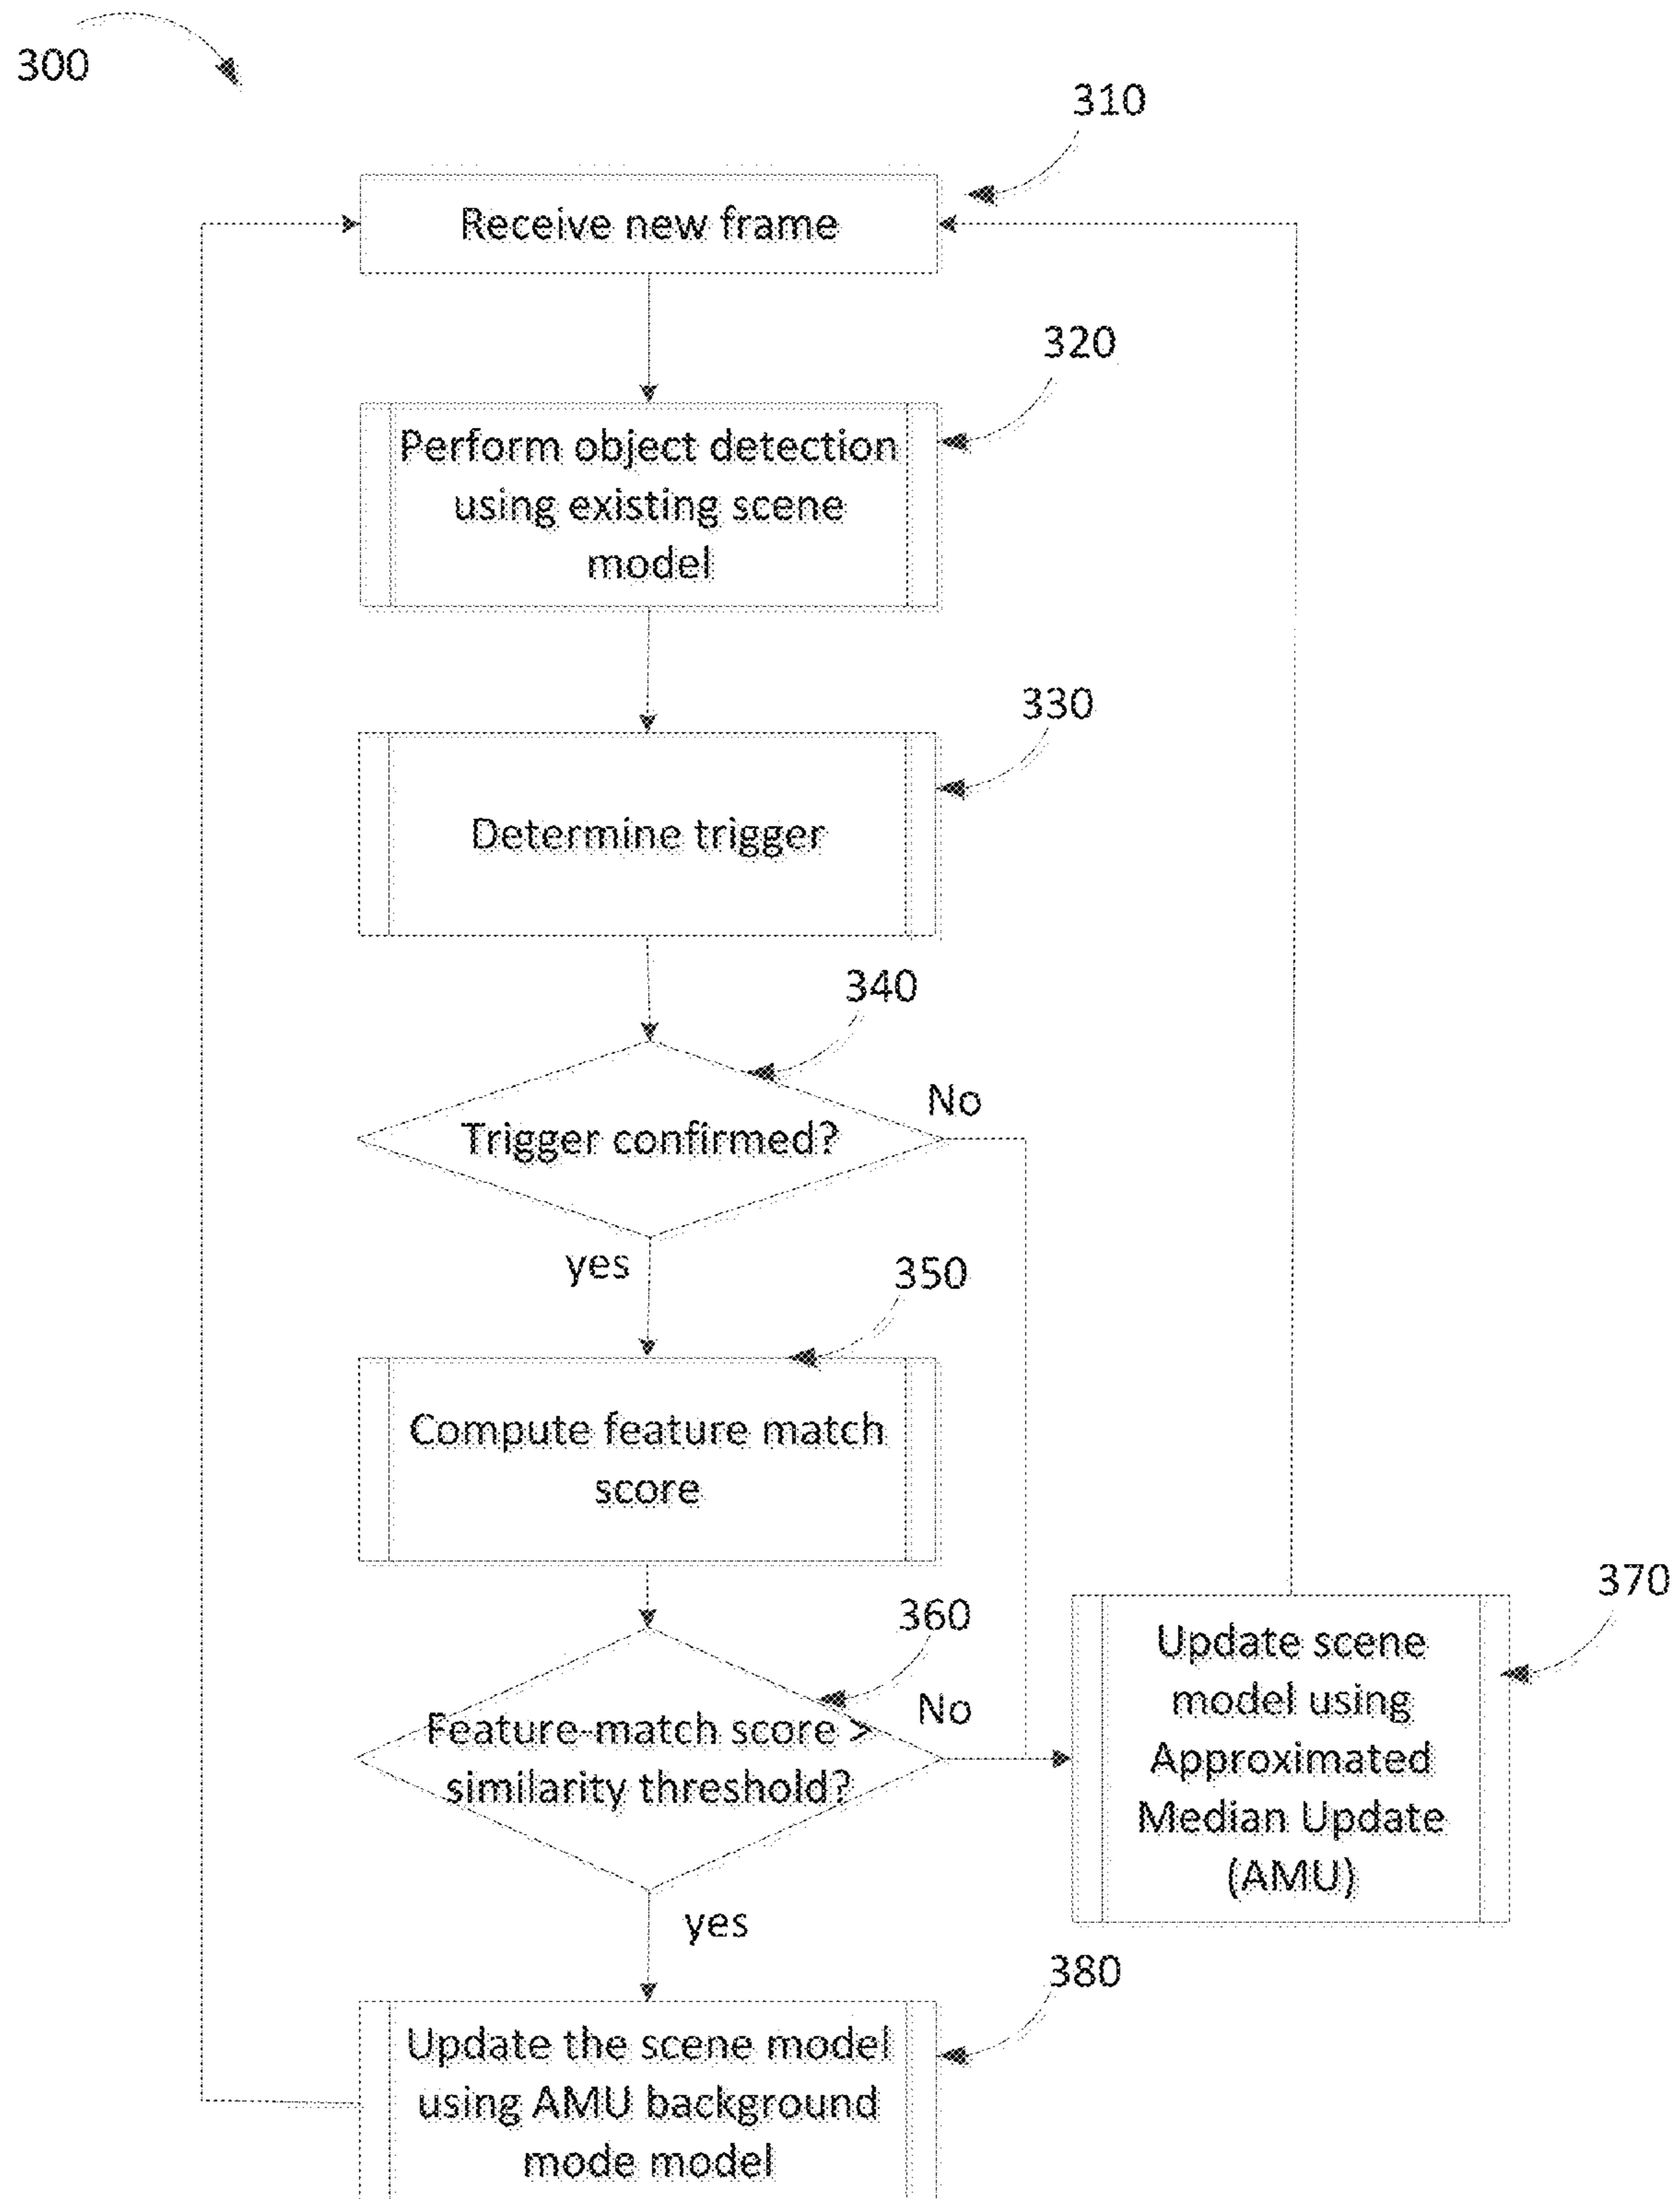 300
310
Receive new frame
320
Perform object detection
using existing scene
model
330
Determine trigger
340
No
Trigger confirmed?
yes
350
Compute feature match
score
360
No
Feature-match score >
similarity threshold?
370
Update scene
model using
Approximated
Median Update
(AMU)
yes
380
Update the scene model
using AMU background
mode model